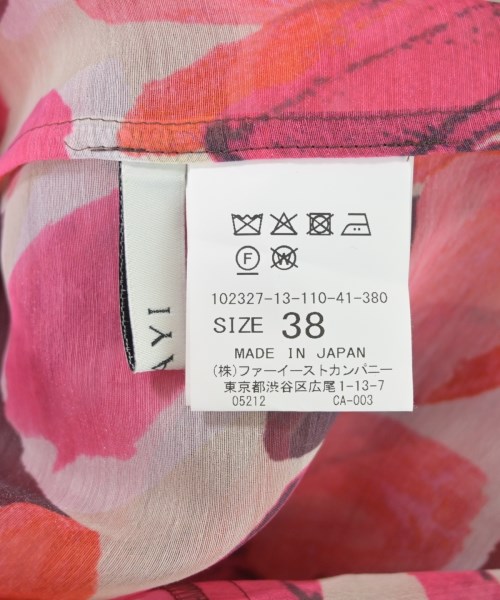 AYI
F W
102327-13-110-41-380
SIZE 38
MADE IN JAPAN
(株)ファーイーストカンパニー
東京都渋谷区広尾1-13-7
05212 CA-003